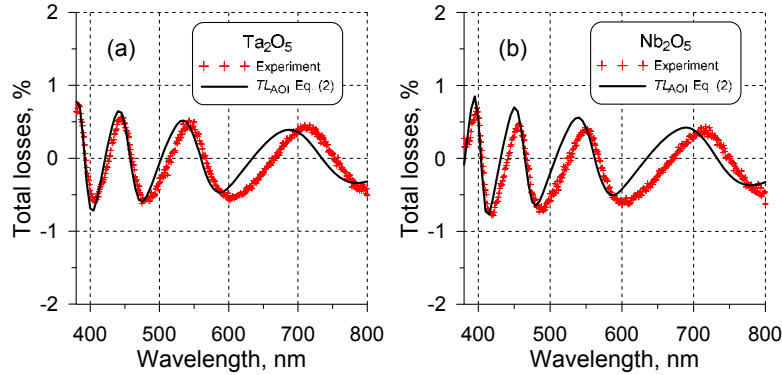 (a)
Ta2O5
+ + + Experiment
TLAOI Eq. (2)
Total losses, %
2
1
0
-1
-2
400 500 600 700 800
Wavelength, nm
(b)
Nb2O5
+ + + Experiment
TLAOI Eq. (2)
Total losses, %
2
1
0
-1
-2
400 500 600 700 800
Wavelength, nm